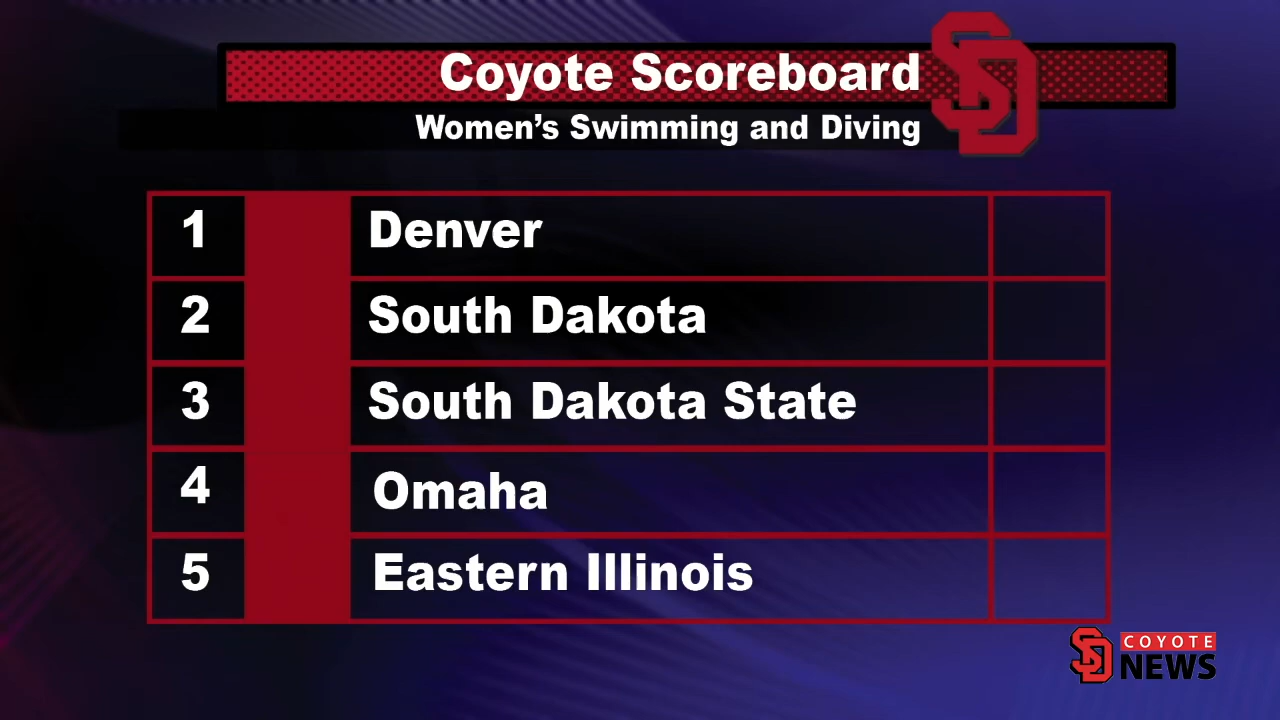 Coyote Scoreboard
Women’s Swimming and Diving
1 Denver
2 South Dakota
3 South Dakota State
4 Omaha
5 Eastern Illinois
SD COYOTE
NEWS